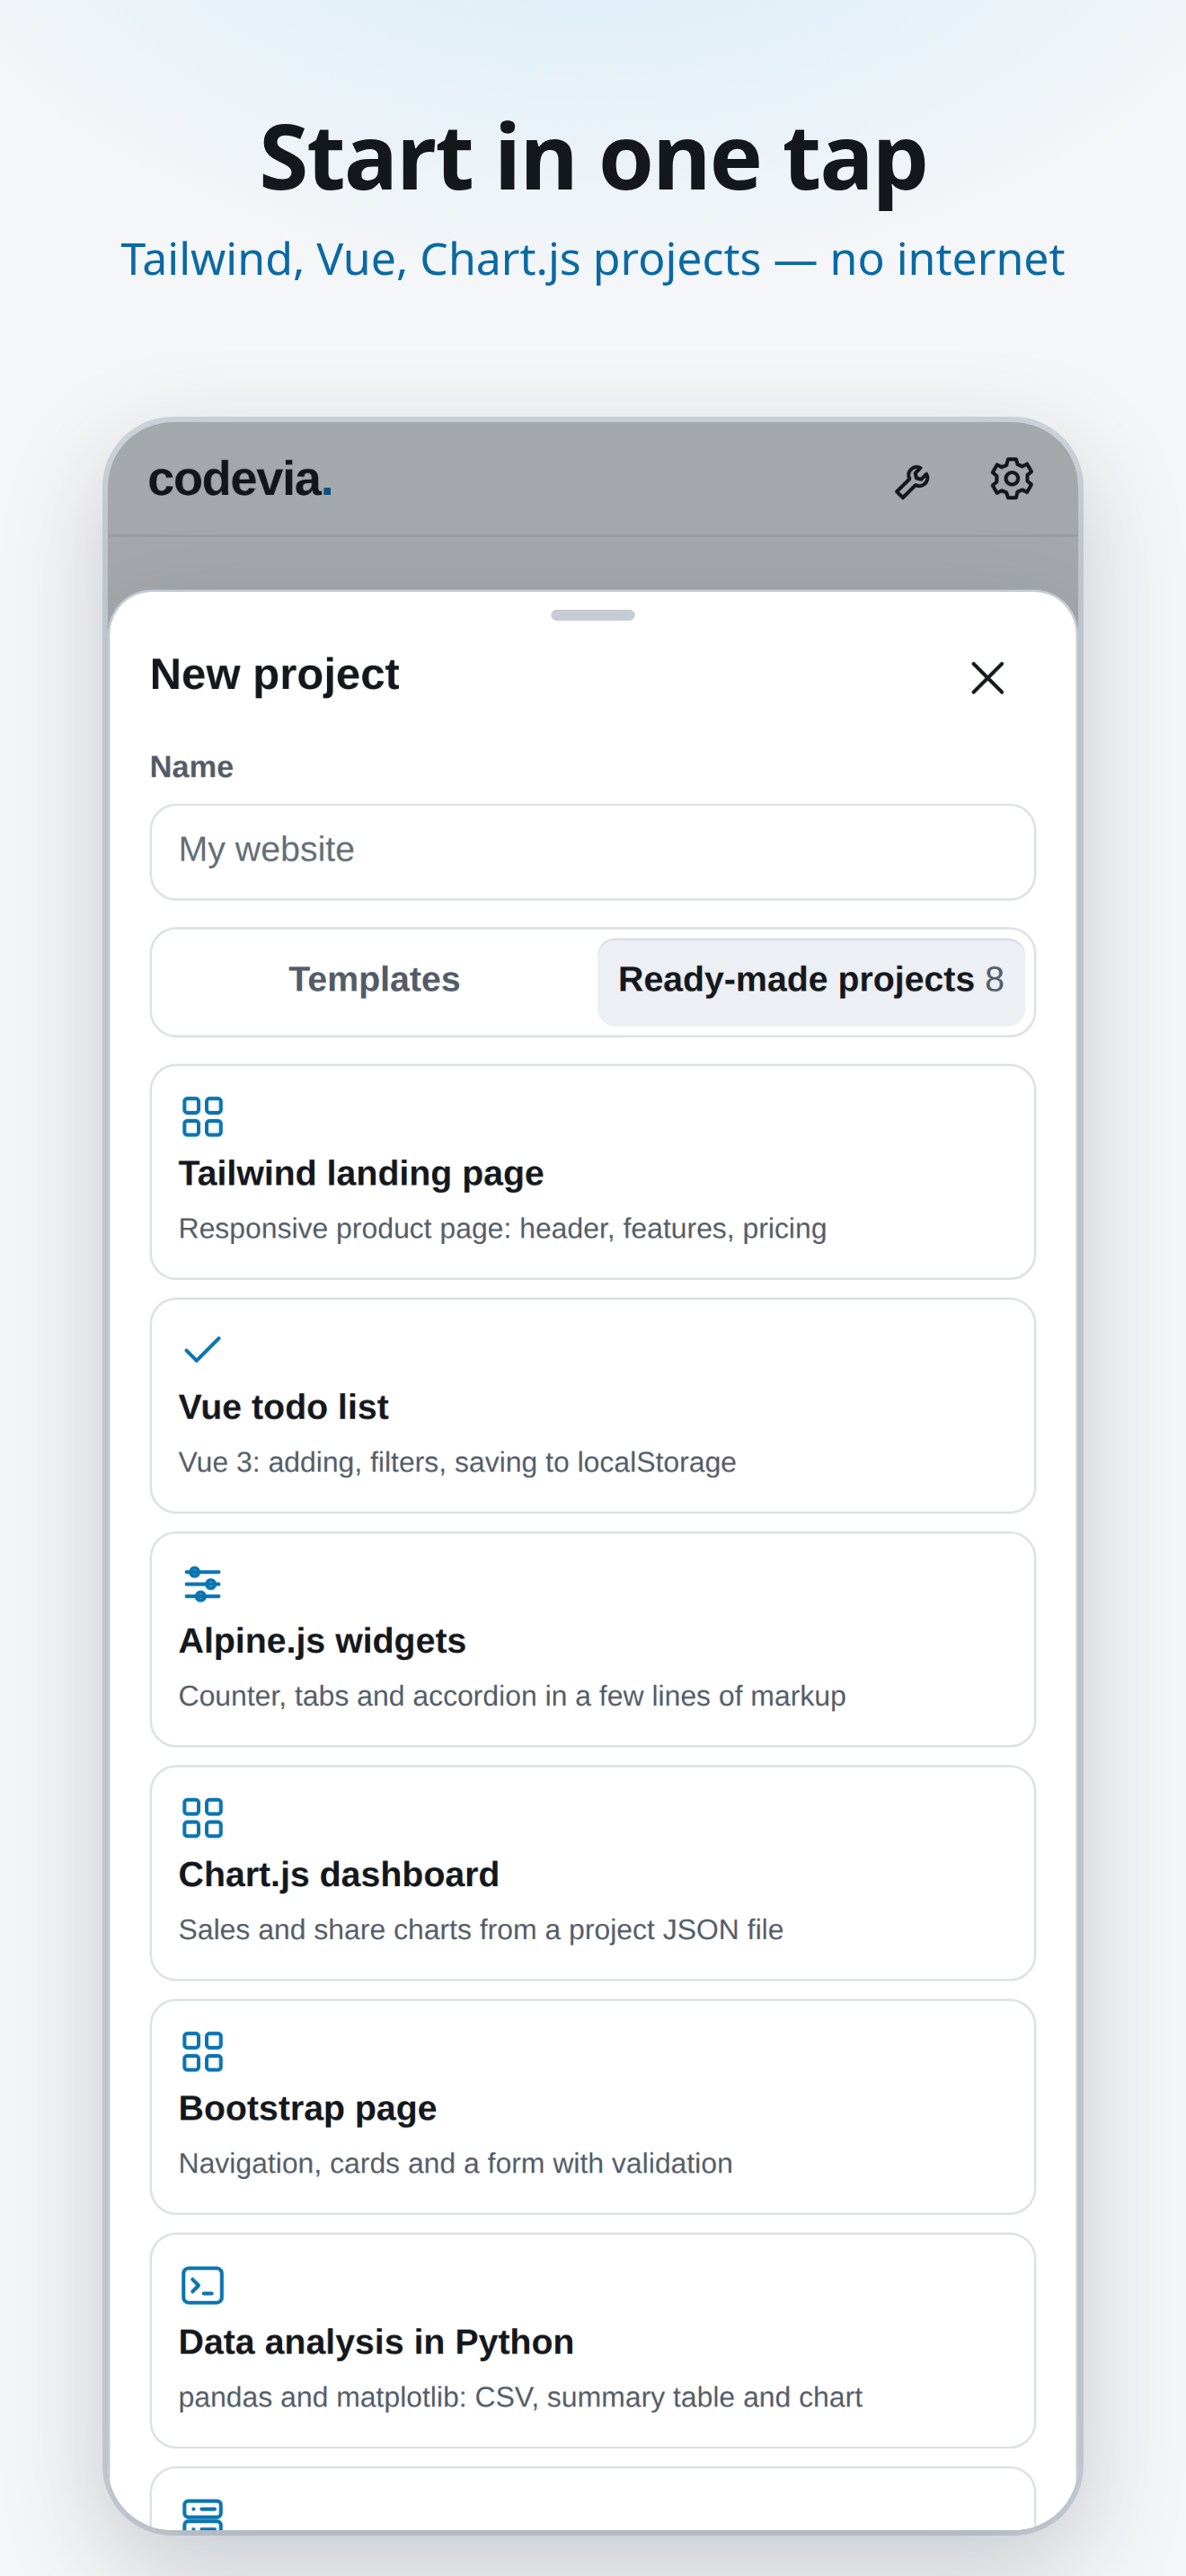 Start in one tap
Tailwind, Vue, Chart.js projects — no internet
codevia.
New project
Name
My website
Templates
Ready-made projects 8
Tailwind landing page
Responsive product page: header, features, pricing
Vue todo list
Vue 3: adding, filters, saving to localStorage
Alpine.js widgets
Counter, tabs and accordion in a few lines of markup
Chart.js dashboard
Sales and share charts from a project JSON file
Bootstrap page
Navigation, cards and a form with validation
Data analysis in Python
pandas and matplotlib: CSV, summary table and chart